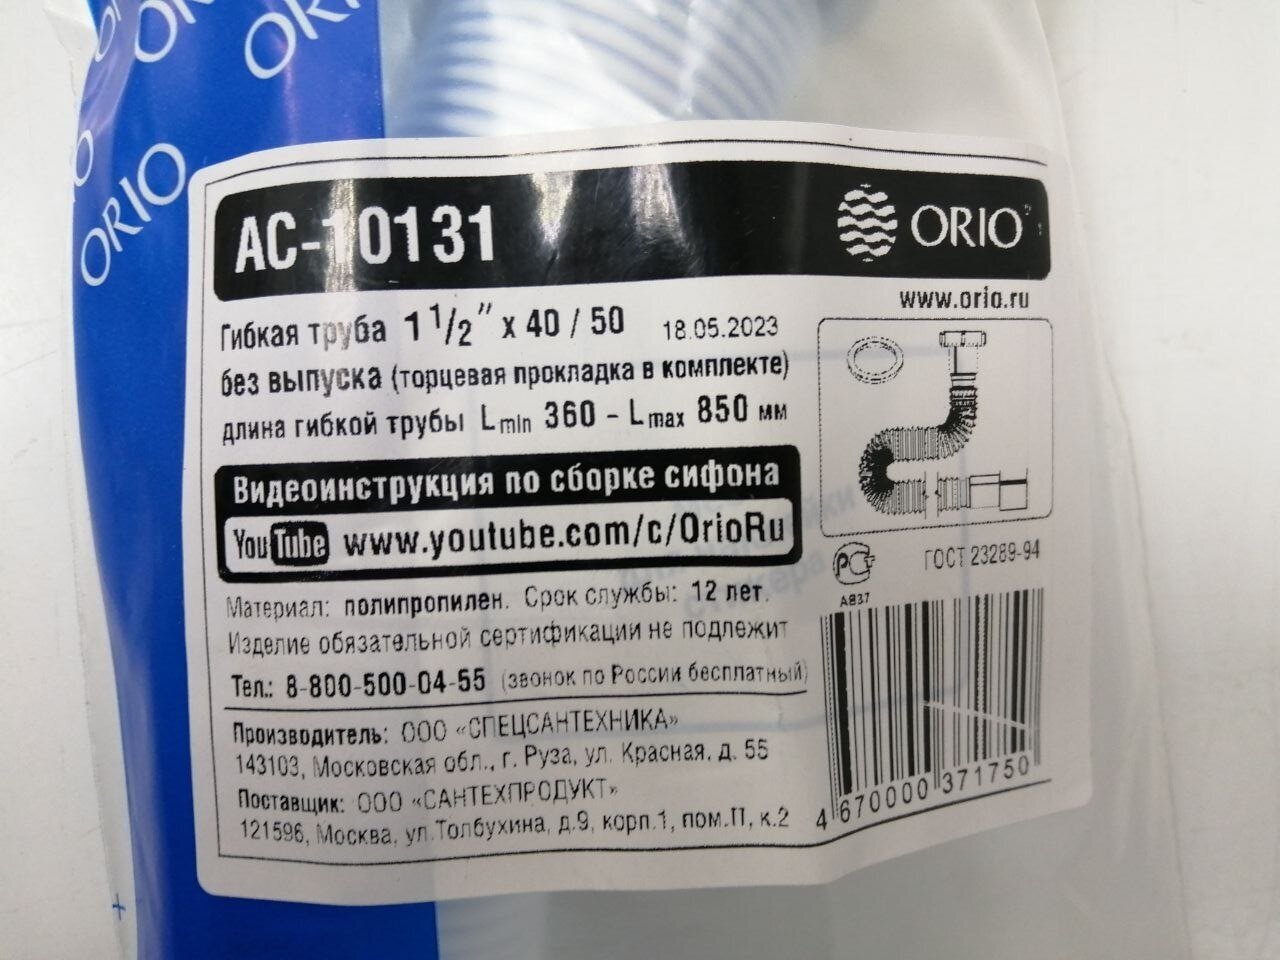 ORIO
ORIO
ORIO
АС-10131
ORIO
www.orio.ru
Гибкая труба 1 1/2" х 40 / 50 18.05.2023
без выпуска (торцевая прокладка в комплекте)
длина гибкой трубы Lmin 360 - Lmax 850 мм
Видеоинструкция по сборке сифона
YouTube www.youtube.com/c/OrioRu
ГОСТ 23289-94
РС
АВ37
Материал: полипропилен. Срок службы: 12 лет.
Изделие обязательной сертификации не подлежит
Тел.: 8-800-500-04-55 (звонок по России бесплатный)
Производитель: ООО «СПЕЦСАНТЕХНИКА»
143103, Московская обл., г. Руза, ул. Красная, д. 55
Поставщик: ООО «САНТЕХПРОДУКТ»
121596, Москва, ул.Толбухина, д.9, корп.1, пом.П, к.2
4 670000 371750